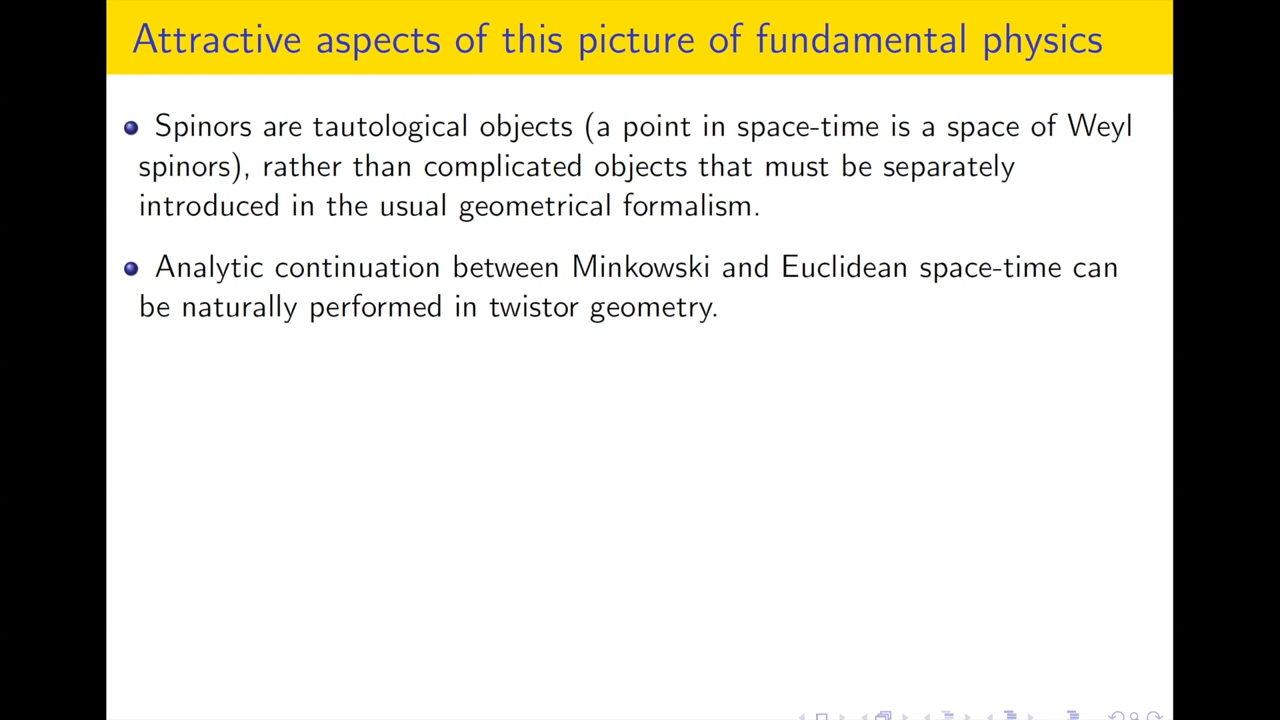 Attractive aspects of this picture of fundamental physics
Spinors are tautological objects (a point in space-time is a space of Weyl
spinors), rather than complicated objects that must be separately
introduced in the usual geometrical formalism.
Analytic continuation between Minkowski and Euclidean space-time can
be naturally performed in twistor geometry.